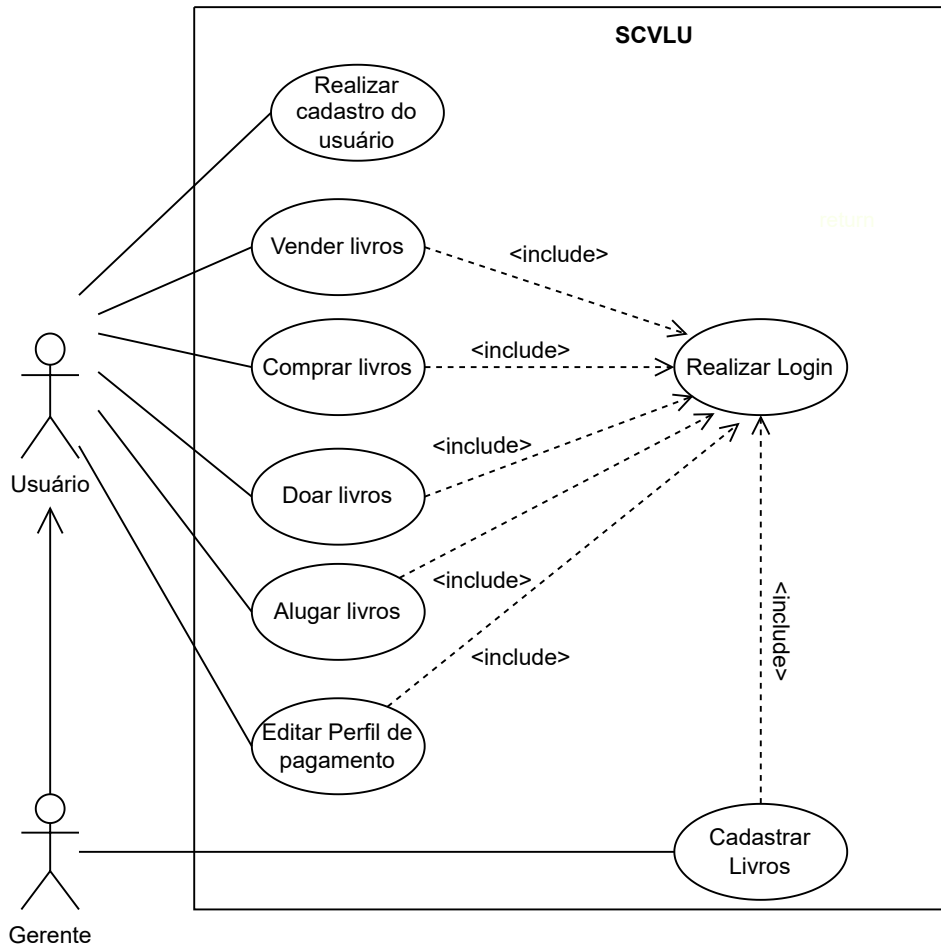 SCVLU
Realizar
cadastro do
usuário
Vender livros
<include>
Comprar livros
<include>
Realizar Login
Usuário
Doar livros
<include>
Alugar livros
<include>
<include>
Editar Perfil de
pagamento
<include>
Cadastrar
Livros
Gerente